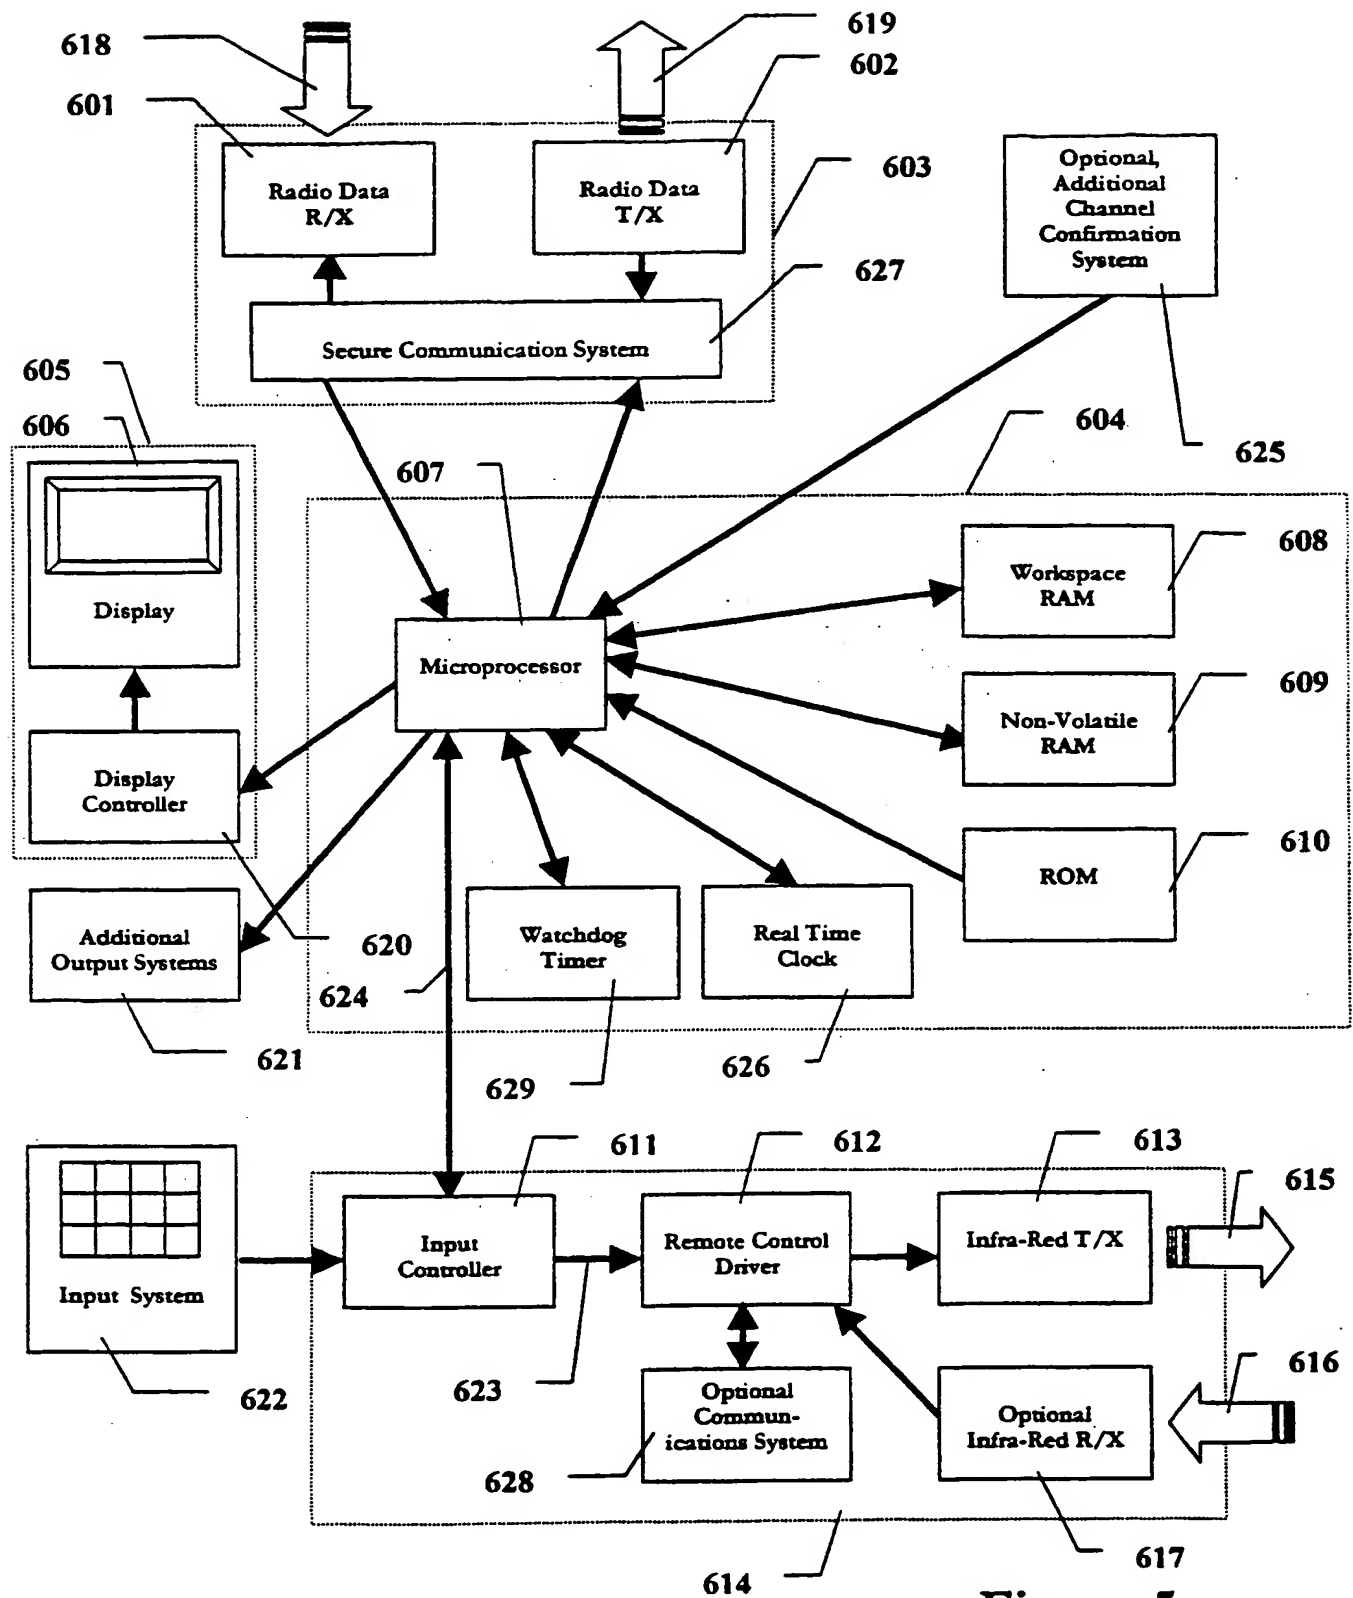 618
619
602
601
Radio Data
R/X
Radio Data
T/X
603
Optional,
Additional
Channel
Confirmation
System
627
Secure Communication System
605
606
604
625
607
608
Workspace
RAM
Display
Microprocessor
609
Non-Volatile
RAM
Display
Controller
610
ROM
Additional
Output Systems
620
624
Watchdog
Timer
Real Time
Clock
621
629
626
611
612
613
615
Input System
Input
Controller
Remote Control
Driver
Infra-Red T/X
622
623
616
Optional
Commun-
ications System
Optional
Infra-Red R/X
628
617
614